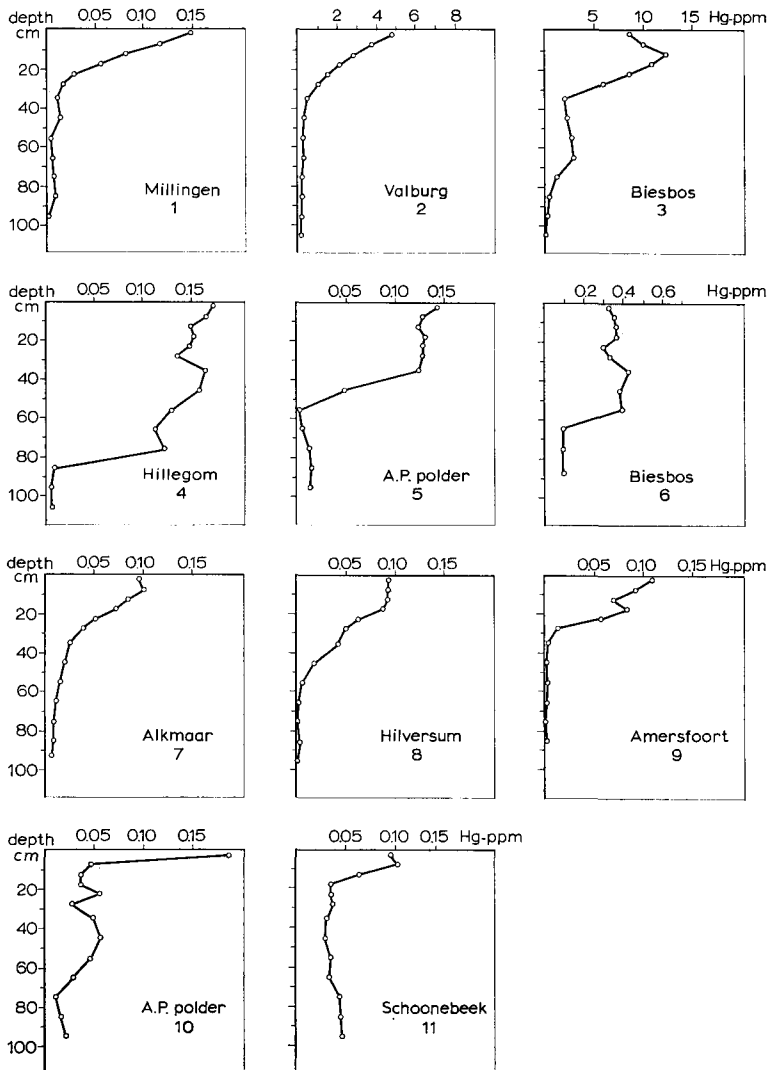 depth 0.05 0.10 0.15
cm
20
40
60
80
100
Millingen
1
2 4 6 8
Valburg
2
5 10 15 Hg-ppm
Biesbos
3
depth 0.05 0.10 0.15
cm
20
40
60
80
100
Hillegom
4
0.05 0.10 0.15
A.P. polder
5
0.2 0.4 0.6 Hg-ppm
Biesbos
6
depth 0.05 0.10 0.15
cm
20
40
60
80
100
Alkmaar
7
0.05 0.10 0.15
Hilversum
8
0.05 0.10 0.15
Amersfoort
9
depth 0.05 0.10 0.15
cm
20
40
60
80
100
A.P. polder
10
0.05 0.10 0.15 Hg-ppm
Schoonebeek
11